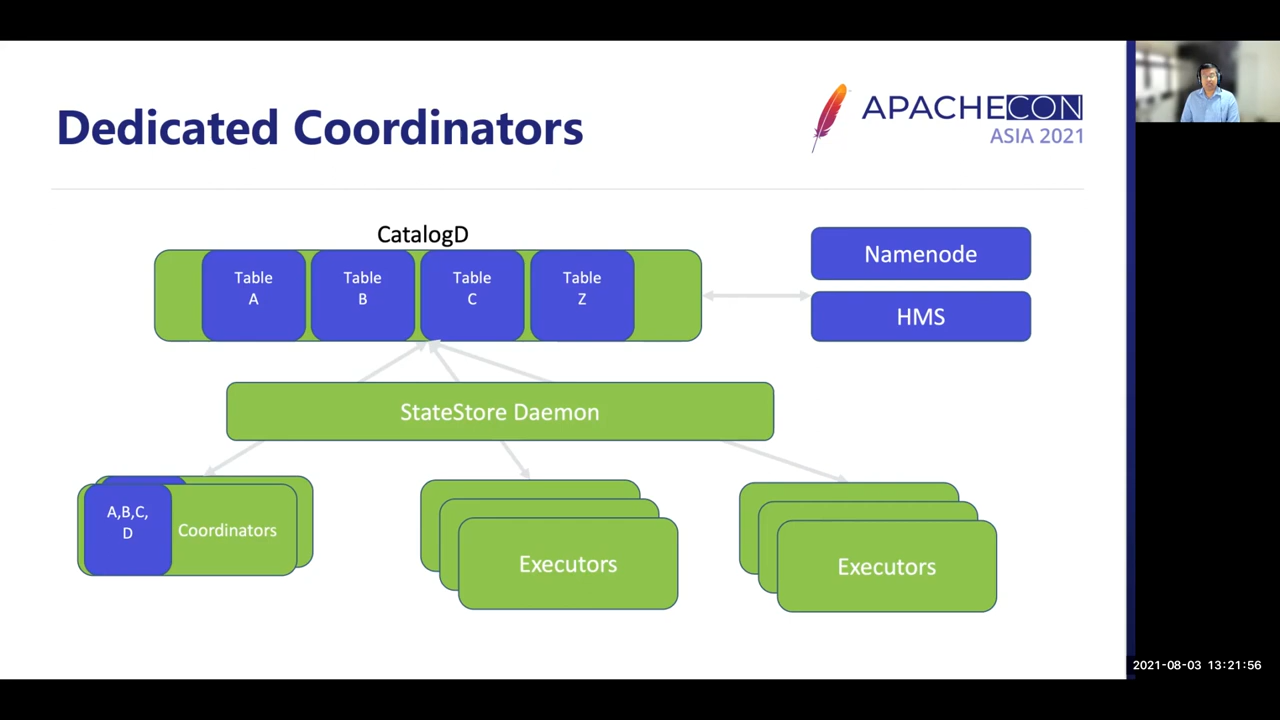 Dedicated Coordinators
APACHECON
ASIA 2021
CatalogD
Table
A
Table
B
Table
C
Table
Z
Namenode
HMS
StateStore Daemon
A,B,C,
D
Coordinators
Executors
Executors
2021-08-03 13:21:56